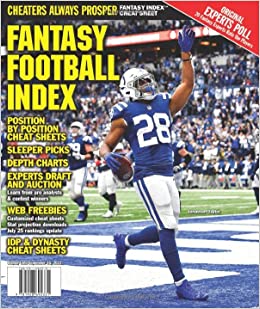 CHEATERS ALWAYS PROSPER
FANTASY INDEX
CHEAT SHEET
ORIGINAL
EXPERTS POLL
FANTASY
FOOTBALL
INDEX
POSITION
BY POSITION
CHEAT SHEETS
SLEEPER PICKS
DEPTH CHARTS
EXPERTS DRAFT
AND AUCTION
Learn from pro analysts
& contest winners
WEB FREEBIES
Customized cheat sheets
Stat projection downloads
July 25 rankings update
IDP & DYNASTY
CHEAT SHEETS
28